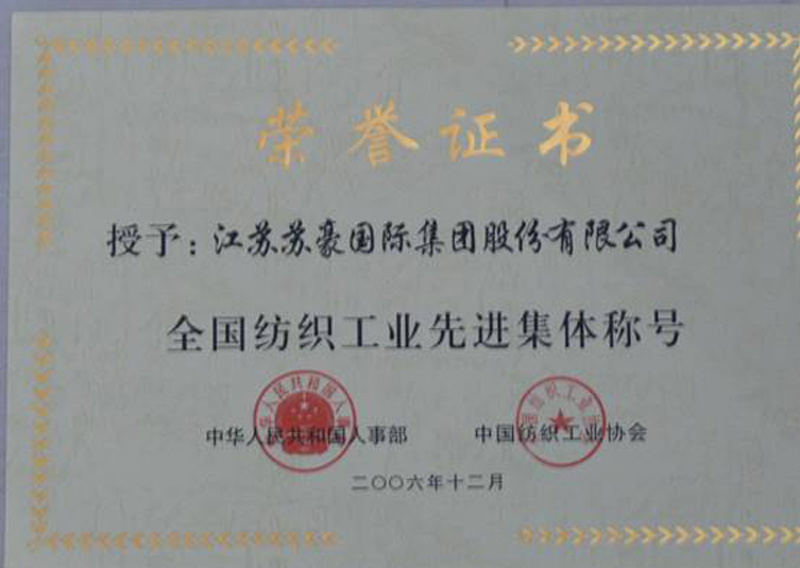 荣誉证书
授予：江苏苏豪国际集团股份有限公司
全国纺织工业先进集体称号
中华人民共和国人事部 中国纺织工业协会
二〇〇六年十二月